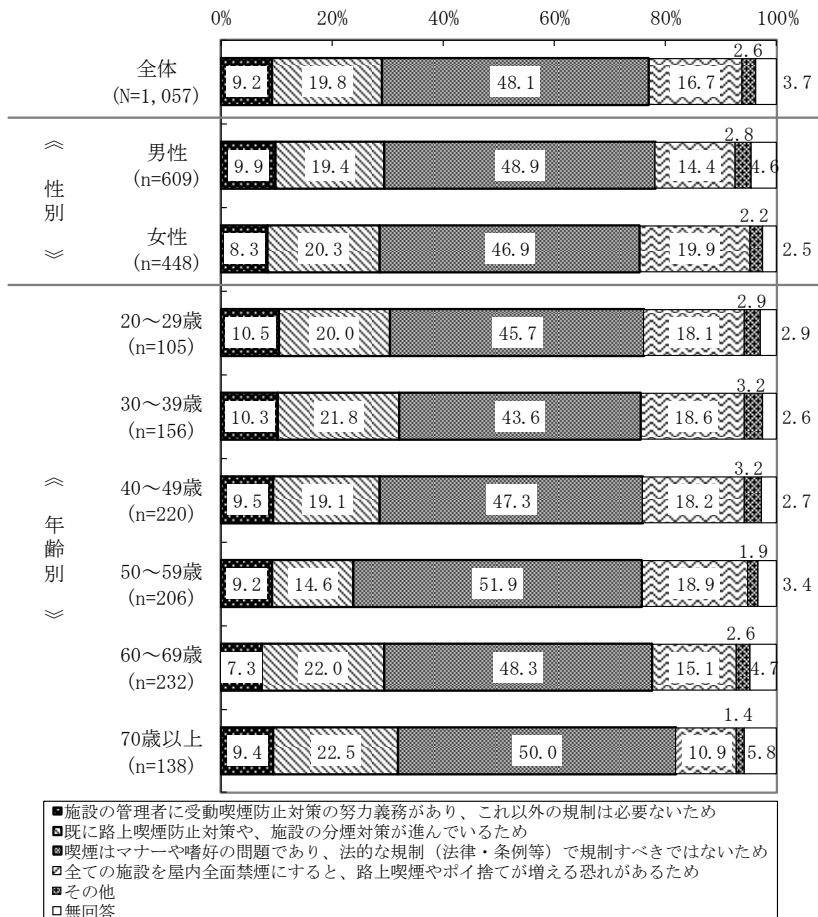 0% 20% 40% 60% 80% 100%
全体
(N=1,057)
9.2 19.8 48.1 16.7 2.6 3.7
《性別》
男性
(n=609)
9.9 19.4 48.9 14.4 2.8 4.6
女性
(n=448)
8.3 20.3 46.9 19.9 2.2 2.5
《年齢別》
20～29歳
(n=105)
10.5 20.0 45.7 18.1 2.9 2.9
30～39歳
(n=156)
10.3 21.8 43.6 18.6 3.2 2.6
40～49歳
(n=220)
9.5 19.1 47.3 18.2 3.2 2.7
50～59歳
(n=206)
9.2 14.6 51.9 18.9 1.9 3.4
60～69歳
(n=232)
7.3 22.0 48.3 15.1 2.6 4.7
70歳以上
(n=138)
9.4 22.5 50.0 10.9 1.4 5.8
施設の管理者に受動喫煙防止対策の努力義務があり、これ以外の規制は必要ないため
既に路上喫煙防止対策や、施設の分煙対策が進んでいるため
喫煙はマナーや嗜好の問題であり、法的な規制（法律・条例等）で規制すべきではないため
全ての施設を屋内全面禁煙にすると、路上喫煙やポイ捨てが増える恐れがあるため
その他
無回答